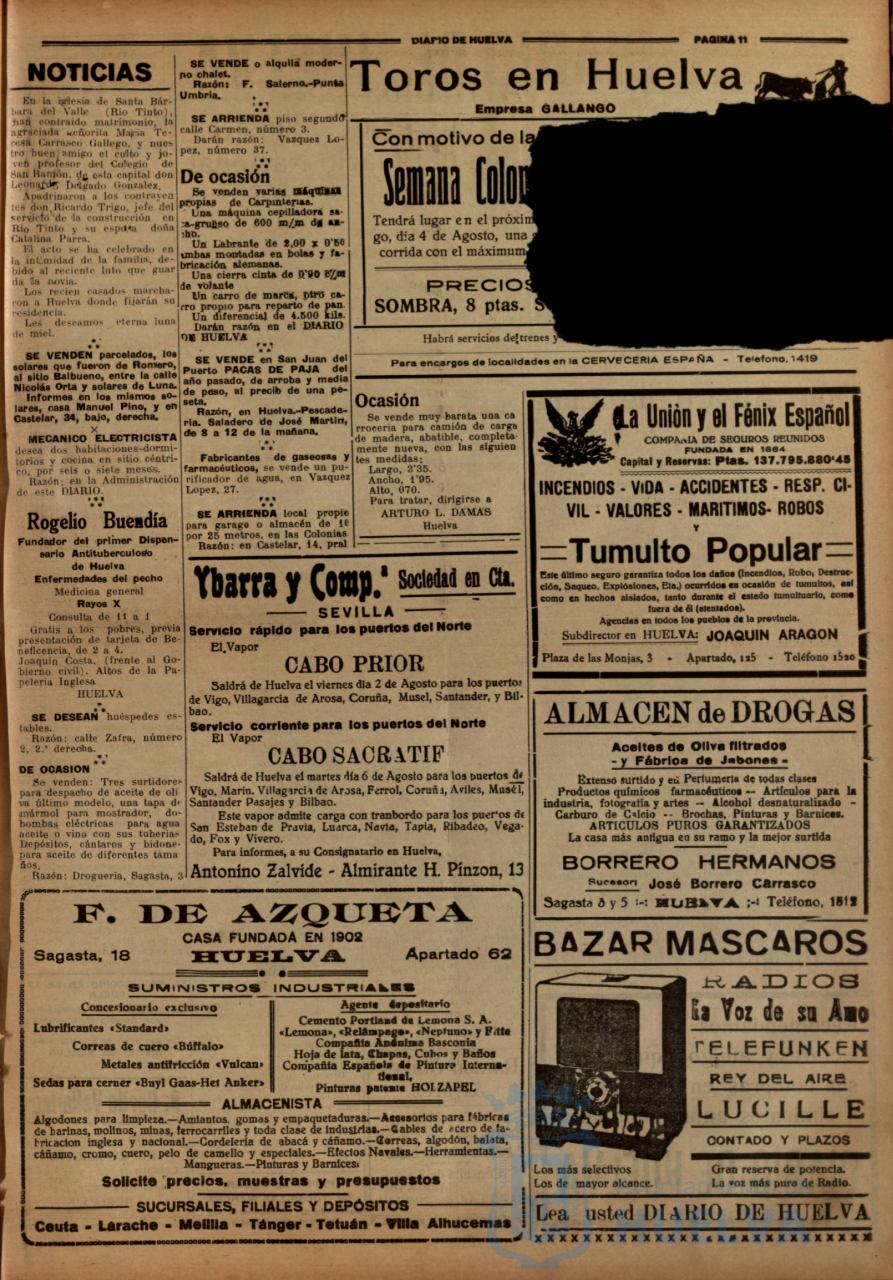 DIARIO DE HUELVA
PAGINA 11
NOTICIAS
En la iglesia de Santa Bár-
bara del Valle (Rio Tinto),
han contraido matrimonio, la
agraciada señorita Maria Te-
resa Carrasco Gallego, y nues-
tro buen amigo el culto y jo-
ven profesor del Colegio de
San Ramón, de esta capital don
Leonardo Delgado Gonzalez.
Apadrinaron a los contrayen
tes don Ricardo Trigo, jefe del
servicio de la construcción en
Rio Tinto y su esposa doña
Catalina Parra.
El acto se ha celebrado en
la intimidad de la familia, de-
bido al reciente luto que guar
da la novia.
Los recien casados marcha-
ron a Huelva donde fijarán su
residencia.
Les deseamos eterna luna
de miel.
SE VENDEN parcelados, los
solares que fueron de Romero,
al sitio Balbueno, entre la calle
Nicolás Orta y solares de Luna.
Informes en los mismos so-
lares, casa Manuel Pino, y en
Castelar, 34, bajo, derecha.
MECANICO ELECTRICISTA
desea dos habitaciones-dormi-
torios y cocina en sitio céntri-
co, por seis o siete meses.
Razón: en la Administración
de este DIARIO.
Rogelio Buendía
Fundador del primer Dispen-
sario Antituberculoso
de Huelva
Enfermedades del pecho
Medicina general
Rayos X
Consulta de 11 a 1
Gratis a los pobres, previa
presentación de tarjeta de Be-
neficencia, de 2 a 4.
Joaquin Costa, (frente al Go-
bierno civil). Altos de la Pa-
peleria Inglesa
HUELVA
SE DESEAN huéspedes es-
tables.
Razón: calle Zafra, número
2, 2.ª derecha.
DE OCASION
Se venden: Tres surtidores
para despacho de aceite de oli
va último modelo, una tapa de
mármol para mostrador, do-
bombas eléctricas para agua
aceite o vino con sus tuberias
Depósitos, cántaros y bidone-
para aceite de diferentes tama
ños.
Razón: Drogueria, Sagasta, 3
SE VENDE o alquila moder-
no chalet.
Razón: F. Salerno.-Punta
Umbria.
SE ARRIENDA piso segundo
calle Carmen, número 3.
Darán razón: Vazquez Lo-
pez, número 37.
De ocasión
Se venden varias máquinas
propias de Carpinterias.
Una máquina cepilladora sa-
ca-grueso de 600 m/m de an-
cho.
Un Labrante de 2,00 x 0'50
ambas montadas en bolas y fa-
bricación alemanas.
Una cierra cinta de 0'90
de volante
Un carro de marca, otro ca-
rro propio para reparto de pan.
Un diferencial de 4.500 kils.
Darán razón en el DIARIO
DE HUELVA
SE VENDE en San Juan del
Puerto PACAS DE PAJA del
año pasado, de arroba y media
de peso, al precib de una pe-
seta.
Razón, en Huelva.-Pescade-
ria. Saladero de José Martín,
de 8 a 12 de la mañana.
Fabricantes de gaseosas y
farmacéuticos, se vende un pu-
rificador de agua, en Vazquez
Lopez, 27.
SE ARRIENDA local propie
para garage o almacén de 10
por 25 metros, en las Colonias
Razón: en Castelar, 14, pral
Toros en Huelva
Empresa GALLANGO
Con motivo de la
Semana Colom
Tendrá lugar en el próxim
go, día 4 de Agosto, una
corrida con el máximum
PRECIOS
SOMBRA, 8 ptas. S
Habrá servicios de trenes y
Para encargos de localidades en la CERVECERIA ESPAÑA - Telefono, 1419
Ocasión
Se vende muy barata una ca
rroceria para camión de carga
de madera, abatible, completa-
mente nueva, con las siguien
tes medidas;
Largo, 3'35.
Ancho, 1'95.
Alto, 070.
Para tratar, dirigirse a
ARTURO L. DAMAS
Huelva
La Unión y el Fénix Español
COMPAÑIA DE SEGUROS REUNIDOS
FUNDADA EN 1864
Capital y Reservas: Ptas. 137.795.880'45
INCENDIOS - VIDA - ACCIDENTES - RESP. CI-
VIL - VALORES - MARITIMOS- ROBOS
Y
Tumulto Popular
Este último seguro garantiza todos los daños (Incendios, Robo, Destruc-
ción, Saqueo, Explosiones, Eta.) ocurridos en ocasión de tumultos, así
como en hechos aislados, tanto durante el estado tumultuario, como
fuera de él (atentados).
Agencias en todos los pueblos de la provincia.
Subdirector en HUELVA: JOAQUIN ARAGON
Plaza de las Monjas, 3 - Apartado, 125 - Teléfono 1520
Ybarra y Comp.ª Sociedad en Cta.
SEVILLA
Servicio rápido para los puertos del Norte
El Vapor
CABO PRIOR
Saldrá de Huelva el viernes dia 2 de Agosto para los puertos
de Vigo, Villagarcia de Arosa, Coruña, Musel, Santander, y Bil-
bao.
Servicio corriente para los puertos del Norte
El Vapor
CABO SACRATIF
Saldrá de Huelva el martes día 6 de Agosto para los puertos de
Vigo, Marin, Villagarcia de Arosa, Ferrol, Coruña, Aviles, Musél,
Santander Pasajes y Bilbao.
Este vapor admite carga con tranbordo para los puertos de
San Esteban de Pravia, Luarca, Navia, Tapia, Ribadeo, Vega-
do, Fox y Vivero.
Para informes, a su Consignatario en Huelva,
Antonino Zalvide - Almirante H. Pinzon, 13
ALMACEN de DROGAS
Aceites de Oliva filtrados
- y Fábrica de Jabones -
Extenso surtido y en Perfumeria de todas clases
Productos químicos farmacéuticos -- Artículos para la
industria, fotografía y artes -- Alcohol desnaturalizado -
Carburo de Calcio -- Brochas, Pinturas y Barnices.
ARTICULOS PUROS GARANTIZADOS
La casa más antigua en su ramo y la mejor surtida
BORRERO HERMANOS
Sucesor: José Borrero Carrasco
Sagasta 3 y 5 :-: HUELVA :-: Teléfono, 1812
F. DE AZQUETA
CASA FUNDADA EN 1902
Sagasta, 18 HUELVA Apartado 62
SUMINISTROS INDUSTRIALES
Concesionario exclusivo
Lubrificantes «Standard»
Correas de cuero «Búffalo»
Metales antifricción «Vulcan»
Sedas para cerner «Buyl Gaas-Het Anker»
Agente depositario
Cemento Portland de Lemona S. A.
«Lemona», «Relámpago», «Neptuno» y Fitte
Compañia Anónima Basconia
Hoja de lata, Chapas, Cubos y Baños
Compañia Española de Pintura Interna-
tional.
Pinturas patente HOLZAPEL
ALMACENISTA
Algodones para limpieza.—Amiantos, gomas y empaquetaduras.—Accesorios para fábricas
de harinas, molinos, minas, ferrocarriles y toda clase de industrias.—Cables de acero de fa-
bricacion inglesa y nacional.—Cordelería de abacá y cáñamo.—Correas, algodón, balata,
cáñamo, cromo, cuero, pelo de camello y especiales.—Efectos Navales.—Herramientas.—
Mangueras.—Pinturas y Barnices:
Solicite precios, muestras y presupuestos
SUCURSALES, FILIALES Y DEPÓSITOS
Ceuta - Larache - Melilla - Tánger - Tetuán - Villa Alhucemas
BAZAR MASCAROS
RADIOS
La Voz de su Amo
TELEFUNKEN
REY DEL AIRE
LUCILLE
CONTADO Y PLAZOS
Los más selectivos
Los de mayor alcance.
Gran reserva de potencia.
La voz más pura de Radio.
Lea usted DIARIO DE HUELVA